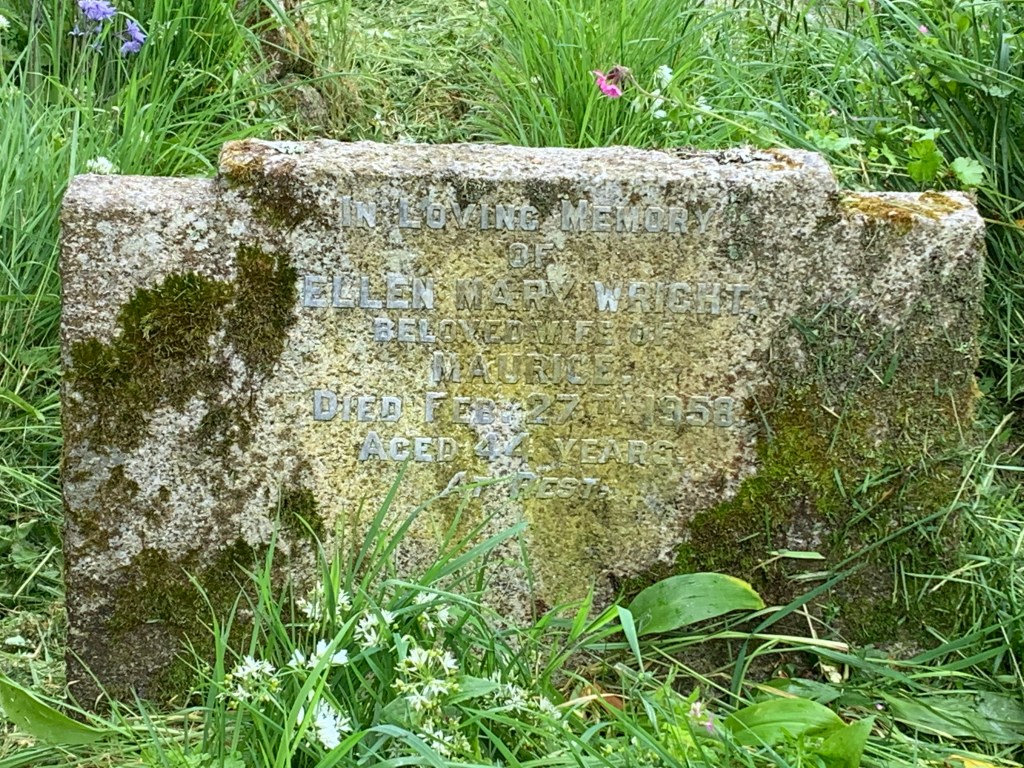 IN LOVING MEMORY
OF
ELLEN MARY WRIGHT,
BELOVED WIFE OF
MAURICE.
DIED FEB. 27TH 1958,
AGED 44 YEARS.
AT REST.